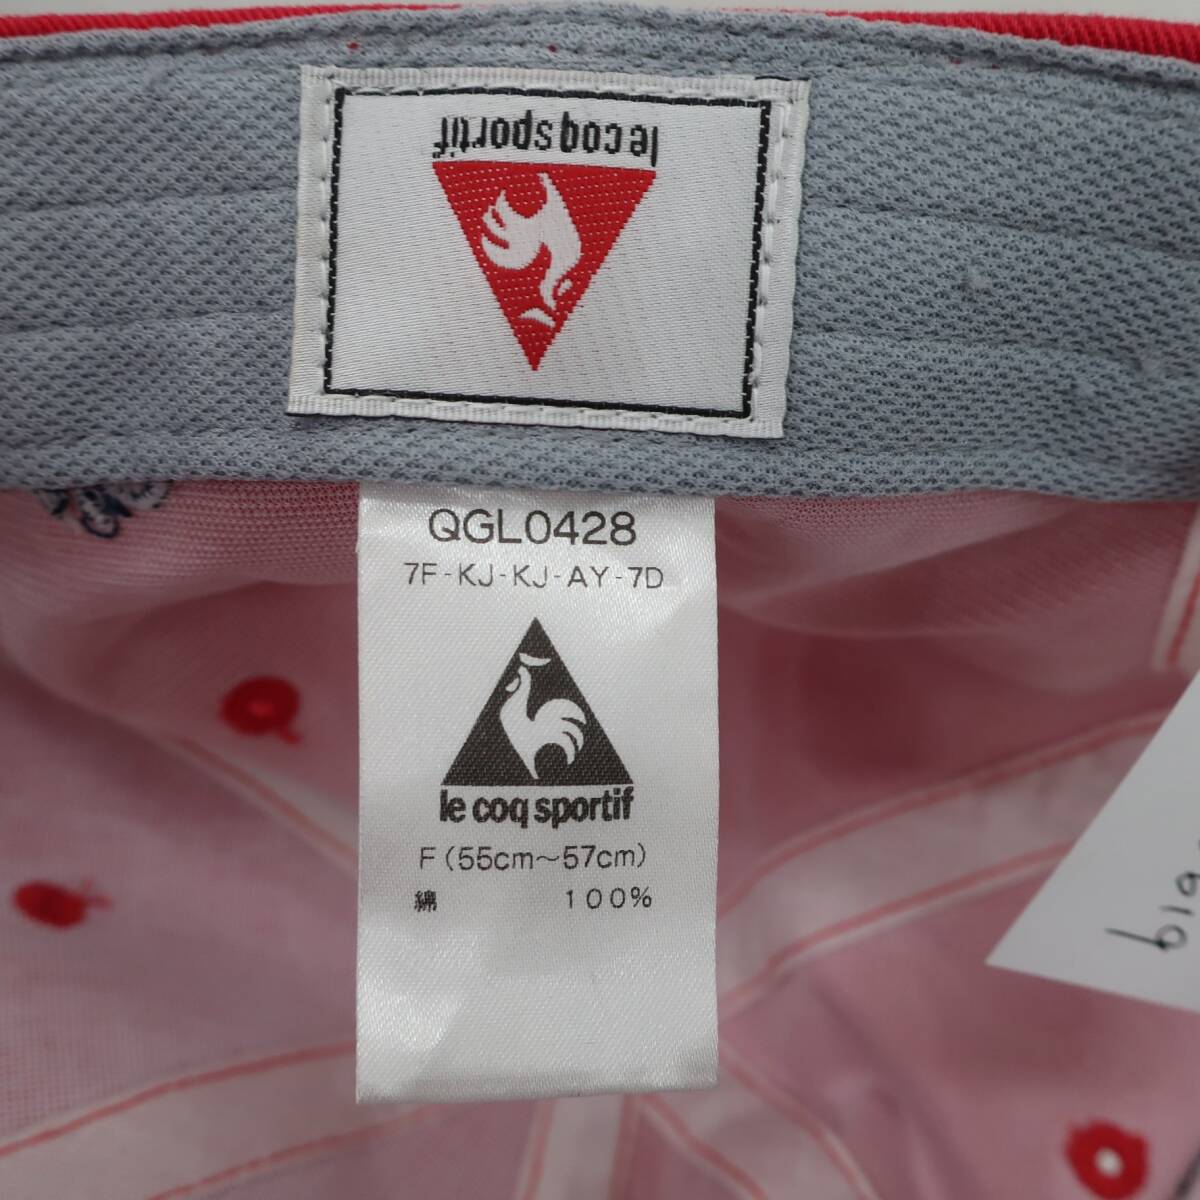 le coq sportif
QGL0428
7F-KJ-KJ-AY-7D
le coq sportif
F (55cm~57cm)
綿 100%